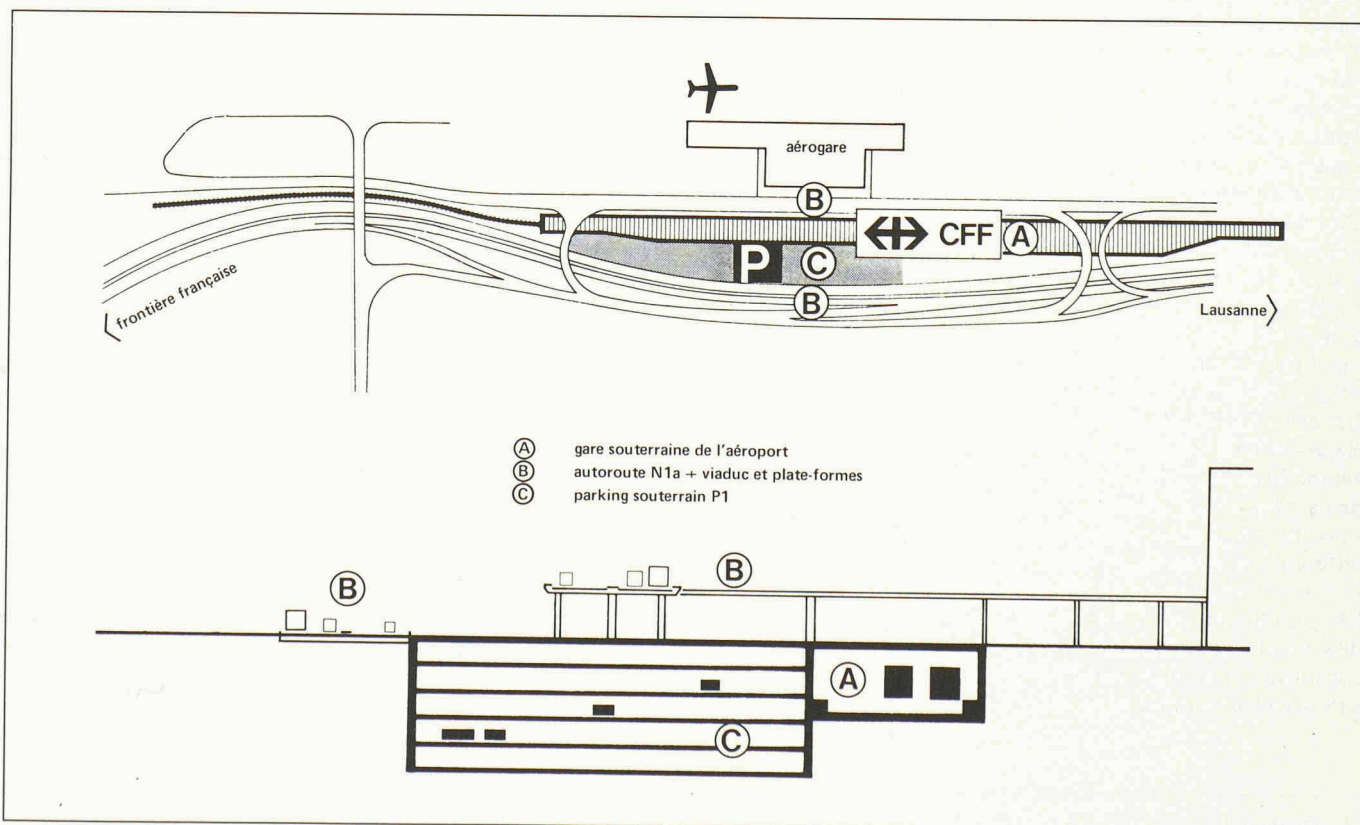 aérogare
B
CFF A
P C
B
frontière française
Lausanne
A gare souterraine de l'aéroport
B autoroute N1a + viaduc et plate-formes
C parking souterrain P1
B
B
A
C